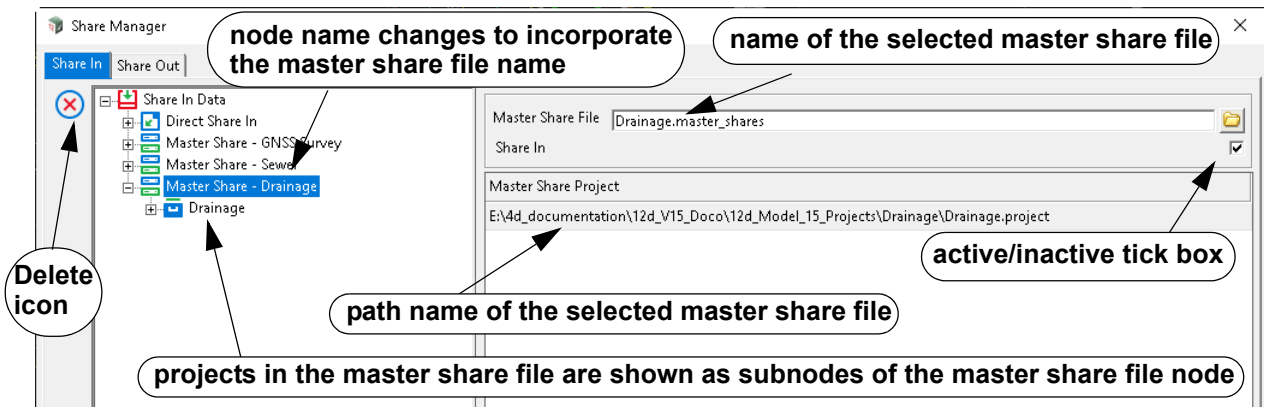 Share Manager
node name changes to incorporate
the master share file name
name of the selected master share file
Share In
Share Out
Share In Data
Direct Share In
Master Share - GNSS Survey
Master Share - Sewer
Master Share - Drainage
Drainage
Master Share File
Drainage.master_shares
Share In
Master Share Project
E:\4d_documentation\12d_V15_Doco\12d_Model_15_Projects\Drainage\Drainage.project
active/inactive tick box
Delete
icon
path name of the selected master share file
projects in the master share file are shown as subnodes of the master share file node